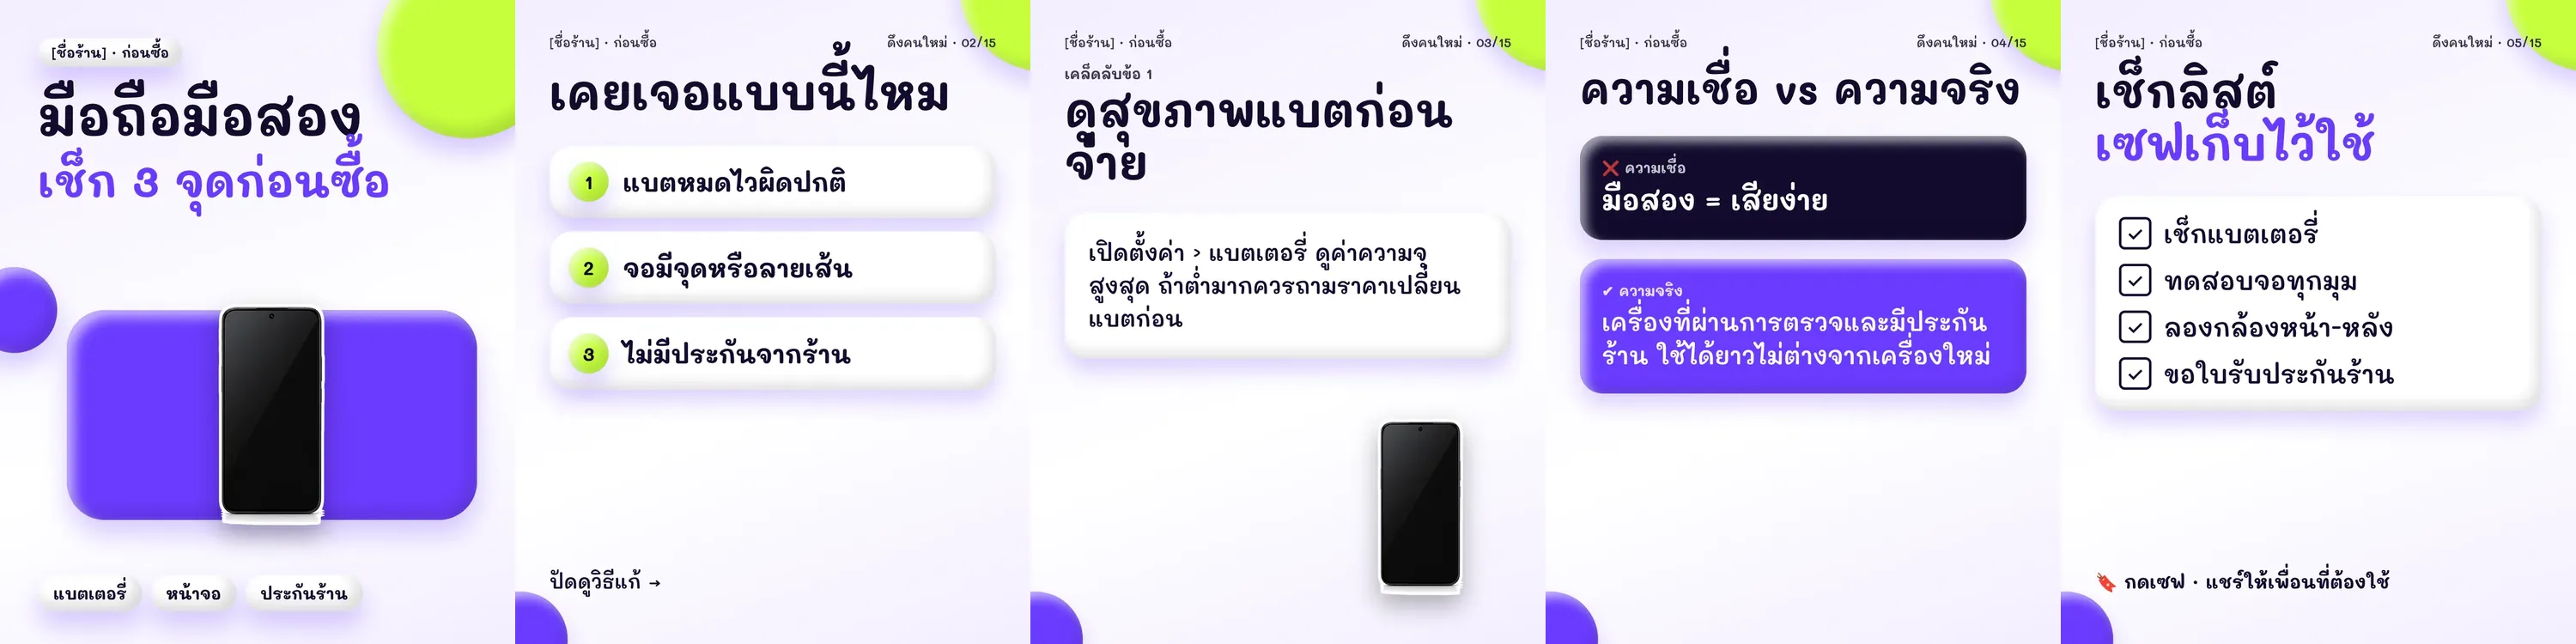 [ชื่อร้าน] · ก่อนซื้อ
มือถือมือสอง
เช็ก 3 จุดก่อนซื้อ
แบตเตอรี่
หน้าจอ
ประกันร้าน
[ชื่อร้าน] · ก่อนซื้อ
ดึงคนใหม่ · 02/15
เคยเจอแบบนี้ไหม
1 แบตหมดไวผิดปกติ
2 จอมีจุดหรือลายเส้น
3 ไม่มีประกันจากร้าน
ปัดดูวิธีแก้ →
[ชื่อร้าน] · ก่อนซื้อ
ดึงคนใหม่ · 03/15
เคล็ดลับข้อ 1
ดูสุขภาพแบตก่อน
จ่าย
เปิดตั้งค่า > แบตเตอรี่ ดูค่าความจุ
สูงสุด ถ้าต่ำมากควรถามราคาเปลี่ยน
แบตก่อน
[ชื่อร้าน] · ก่อนซื้อ
ดึงคนใหม่ · 04/15
ความเชื่อ vs ความจริง
❌ ความเชื่อ
มือสอง = เสียง่าย
✔ ความจริง
เครื่องที่ผ่านการตรวจและมีประกัน
ร้าน ใช้ได้ยาวไม่ต่างจากเครื่องใหม่
[ชื่อร้าน] · ก่อนซื้อ
ดึงคนใหม่ · 05/15
เช็กลิสต์
เซฟเก็บไว้ใช้
เช็กแบตเตอรี่
ทดสอบจอทุกมุม
ลองกล้องหน้า-หลัง
ขอใบรับประกันร้าน
🔖 กดเซฟ · แชร์ให้เพื่อนที่ต้องใช้